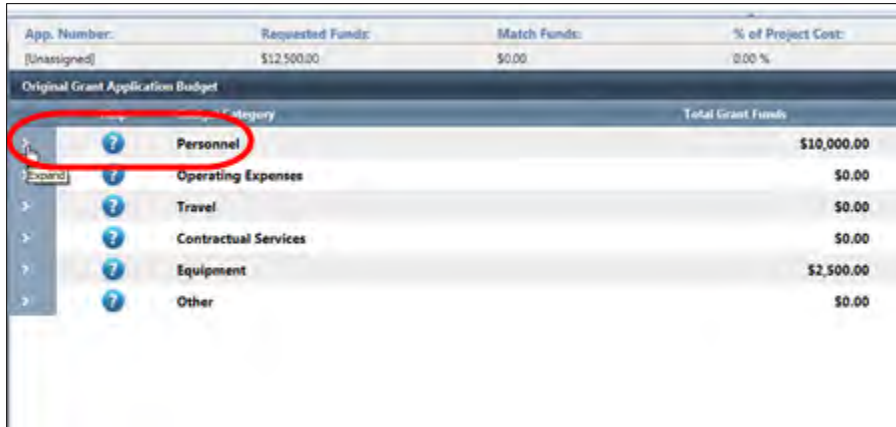 App. Number: Requested Funds: Match Funds: % of Project Cost:
[Unassigned] $12,500.00 $0.00 0.00 %
Original Grant Application Budget
Category Total Grant Funds
? Personnel $10,000.00
Expand ? Operating Expenses $0.00
? Travel $0.00
? Contractual Services $0.00
? Equipment $2,500.00
? Other $0.00